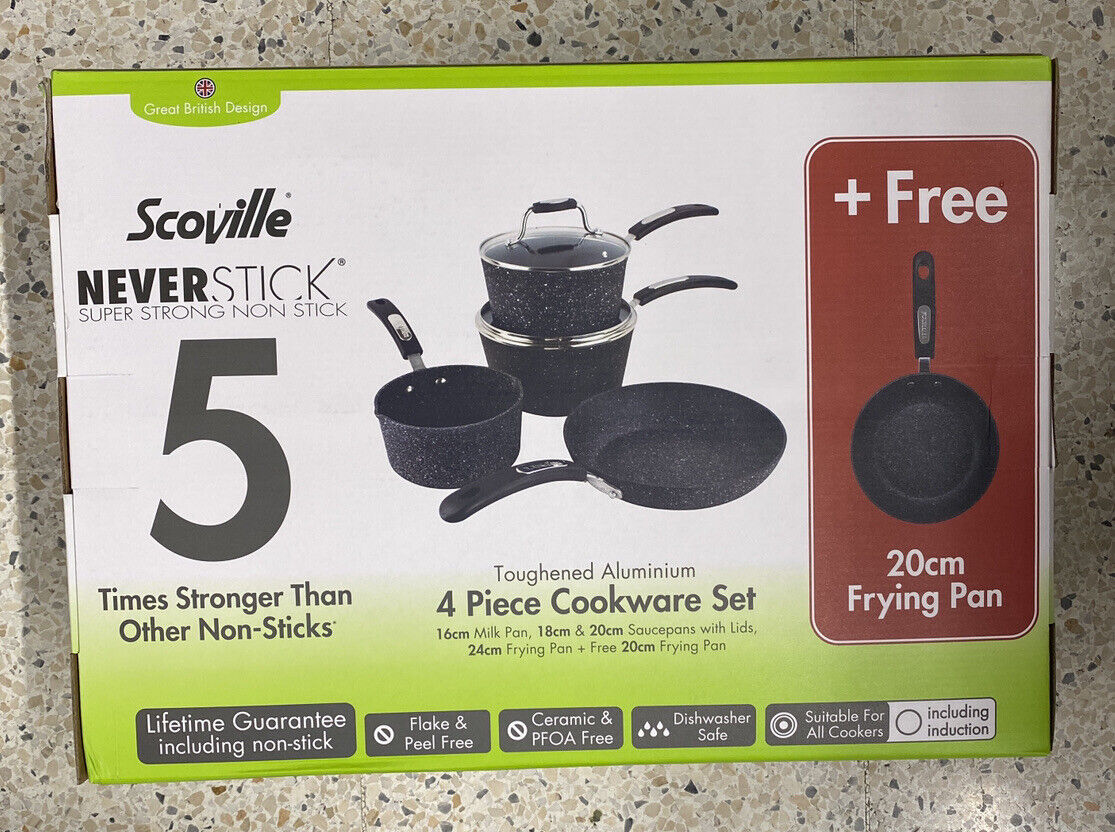 Great British Design
Scoville®
NEVERSTICK®
SUPER STRONG NON STICK
5
Times Stronger Than
Other Non-Sticks*
Toughened Aluminium
4 Piece Cookware Set
16cm Milk Pan, 18cm & 20cm Saucepans with Lids,
24cm Frying Pan + Free 20cm Frying Pan
+ Free
20cm
Frying Pan
Lifetime Guarantee
including non-stick
Flake &
Peel Free
Ceramic &
PFOA Free
Dishwasher
Safe
Suitable For
All Cookers
including
induction